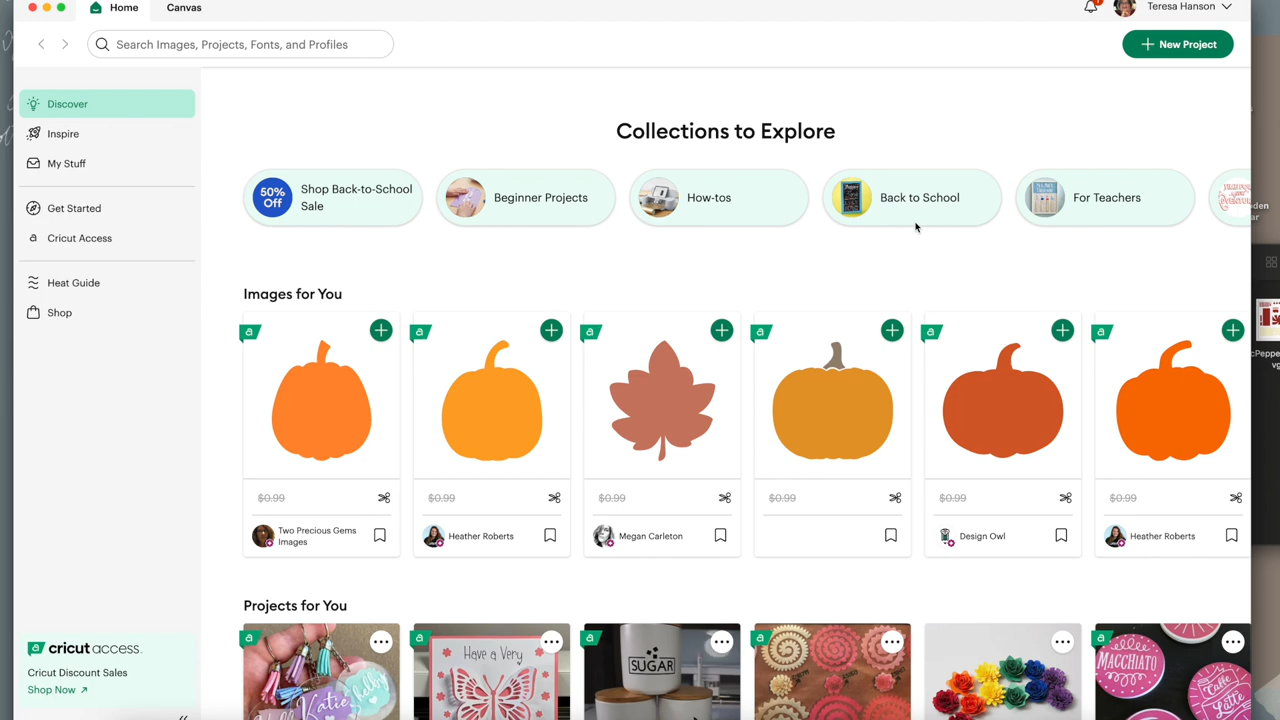 Home
Canvas
Teresa Hanson
Search Images, Projects, Fonts, and Profiles
New Project
Discover
Inspire
My Stuff
Get Started
Cricut Access
Heat Guide
Shop
Collections to Explore
50%
Off
Shop Back-to-School
Sale
Beginner Projects
How-tos
Back to School
For Teachers
Images for You
a
a
a
a
a
a
$0.99
$0.99
$0.99
$0.99
$0.99
$0.99
Two Precious Gems
Images
Heather Roberts
Megan Carleton
Design Owl
Heather Roberts
Projects for You
a
a
a
a
a
Have a Very
SUGAR
Katie
MACCHIATO
Caffe
Latte
a cricut access.
Cricut Discount Sales
Shop Now